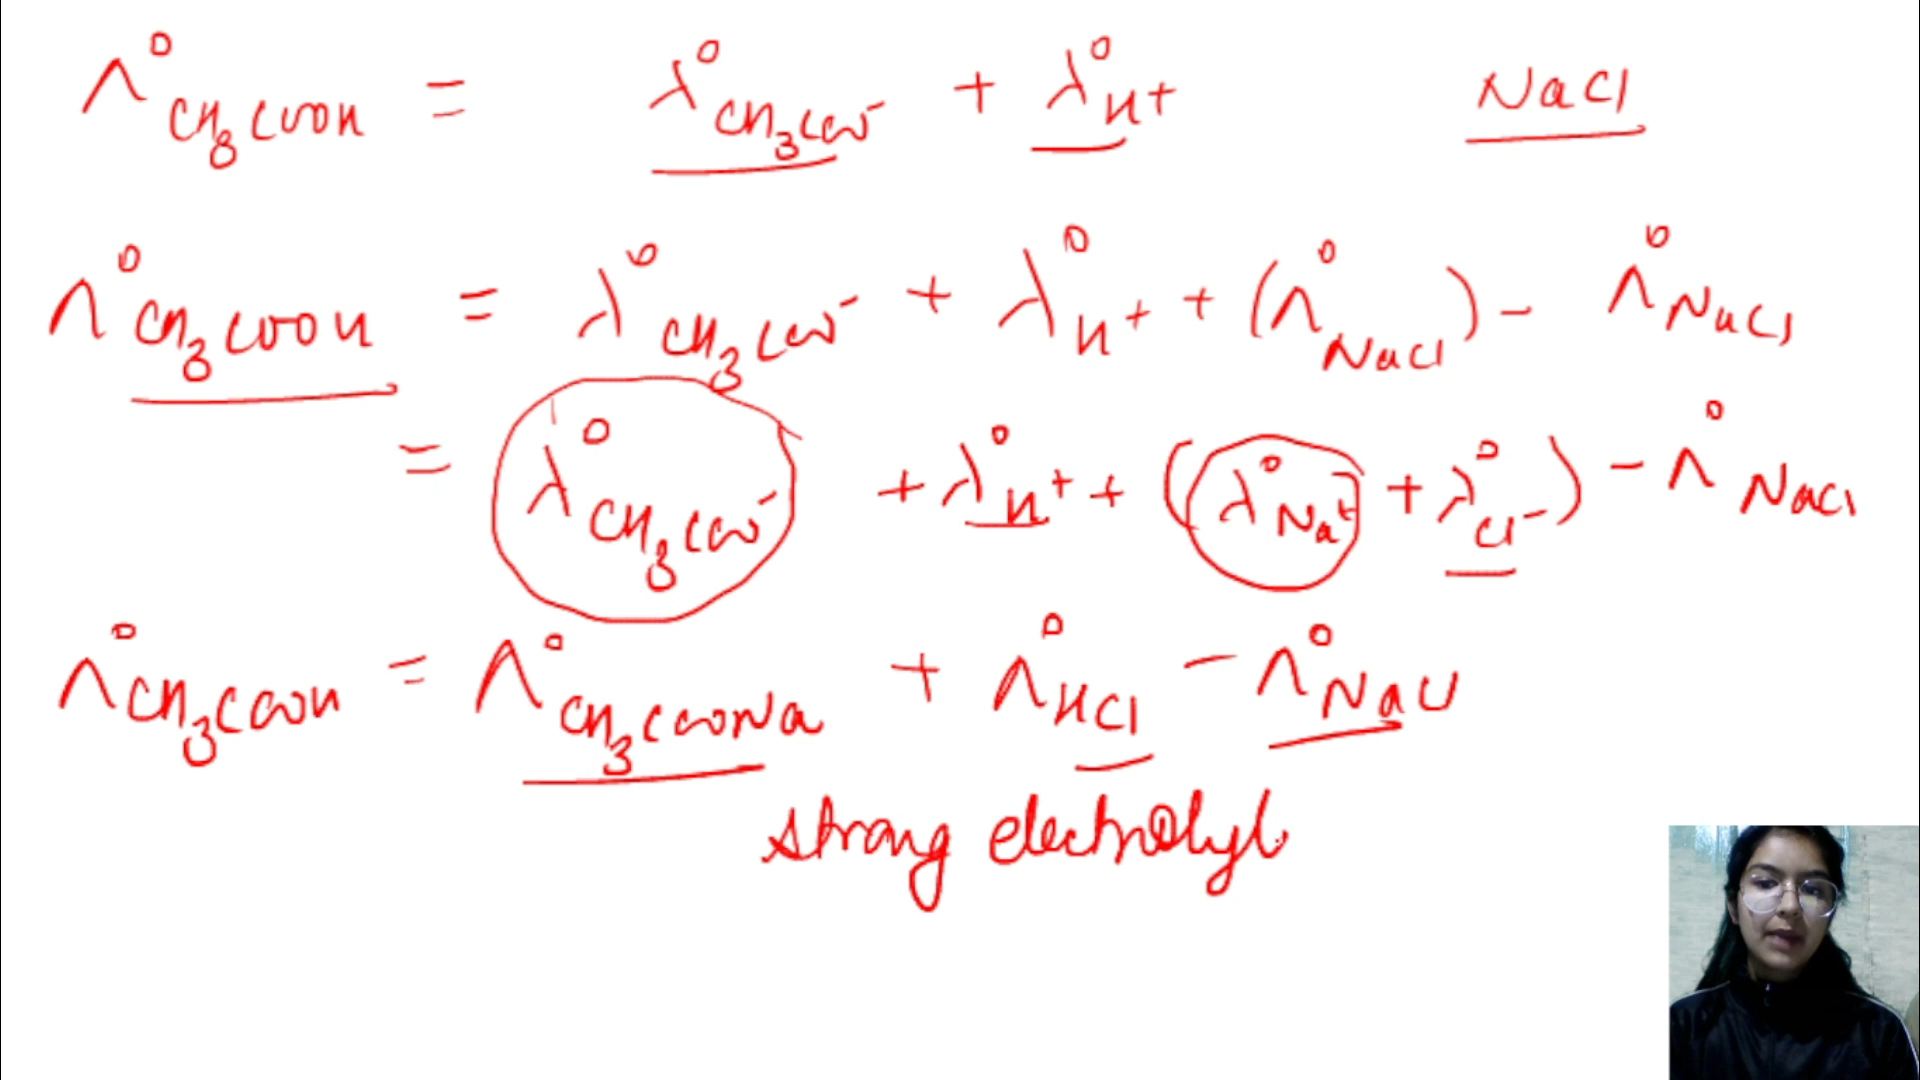 Λ°CH₃COOH = λ°CH₃COO⁻ + λ°H⁺ NaCl
Λ°CH₃COOH = λ°CH₃COO⁻ + λ°H⁺ + (Λ°NaCl) - Λ°NaCl
= λ°CH₃COO⁻ + λ°H⁺ + (λ°Na⁺ + λ°Cl⁻) - Λ°NaCl
Λ°CH₃COOH = Λ°CH₃COONa + Λ°HCl - Λ°NaCl
strong electrolyt